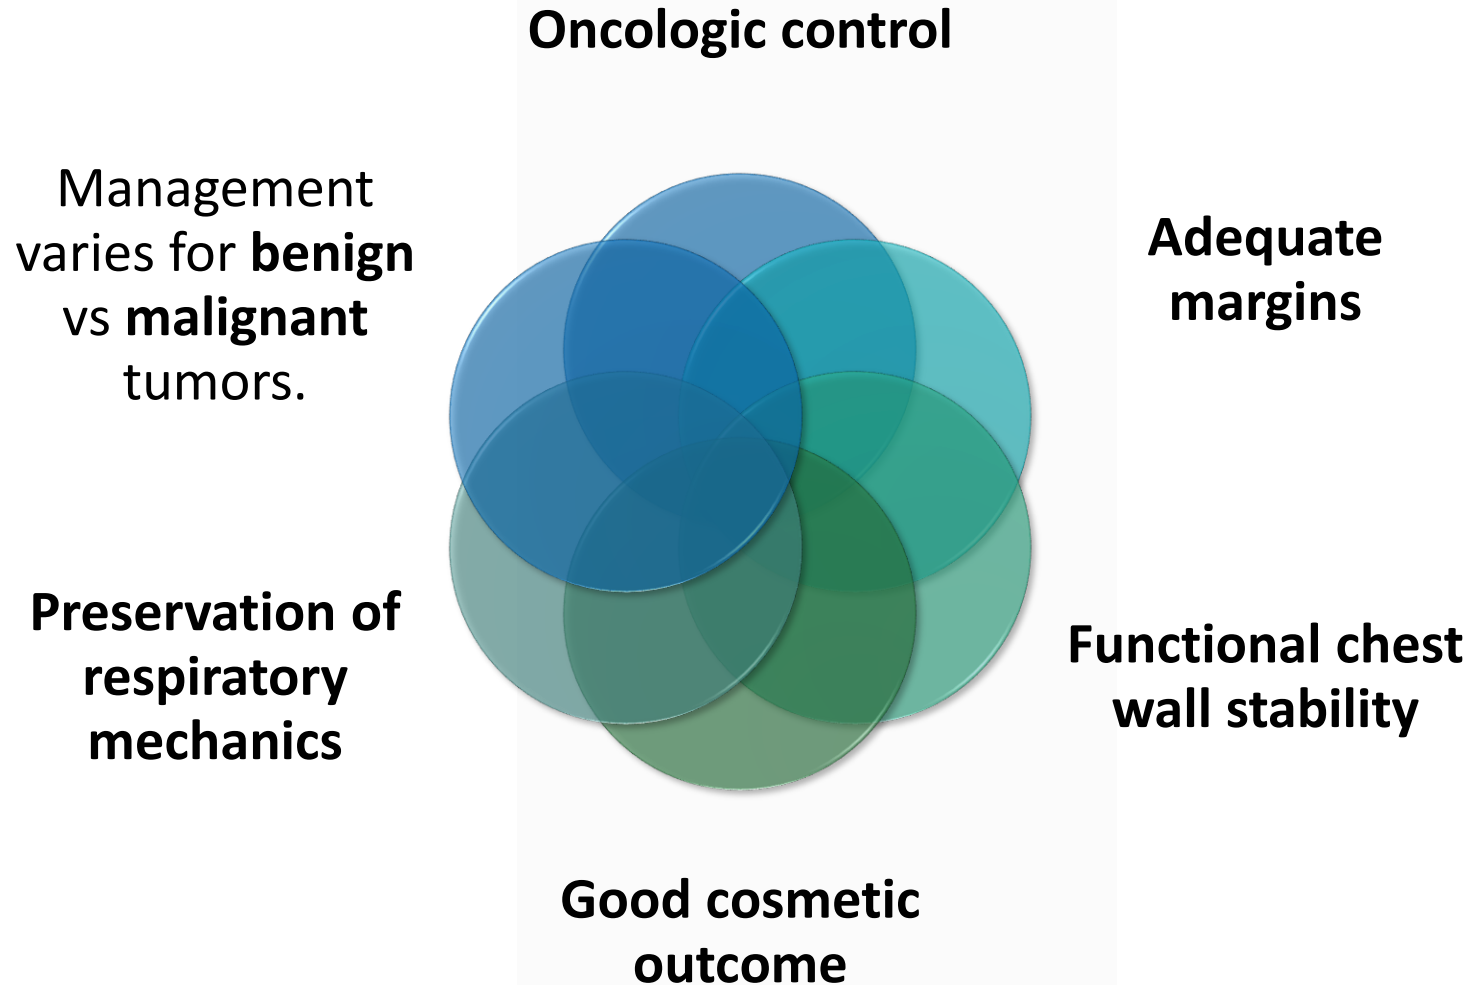 Oncologic control
Management
varies for benign
vs malignant
tumors.
Adequate
margins
Preservation of
respiratory
mechanics
Functional chest
wall stability
Good cosmetic
outcome